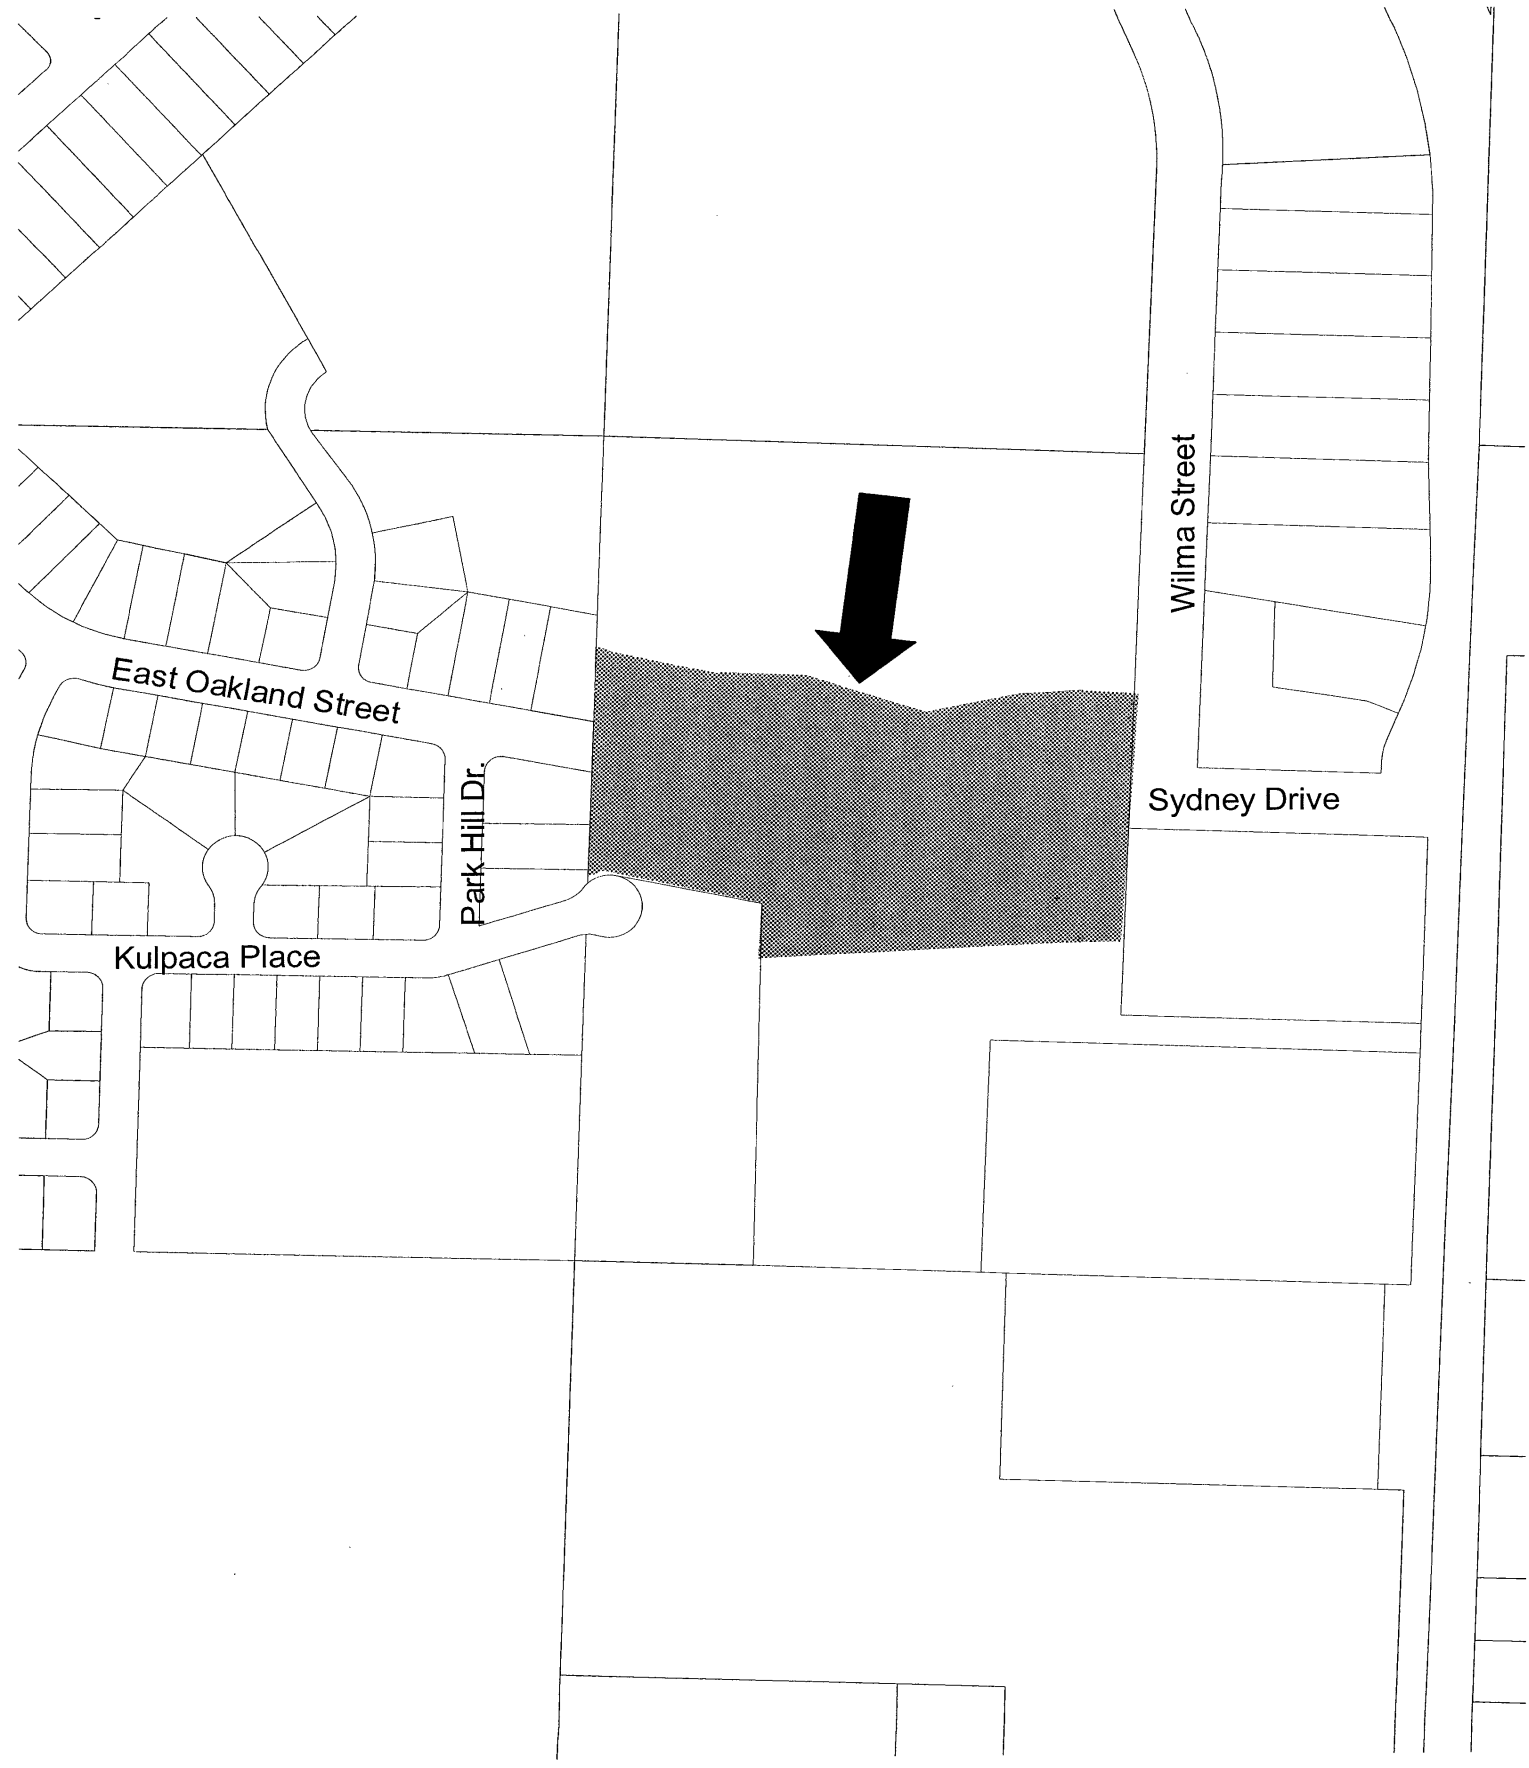 Wilma Street
East Oakland Street
Park Hill Dr.
Sydney Drive
Kulpaca Place